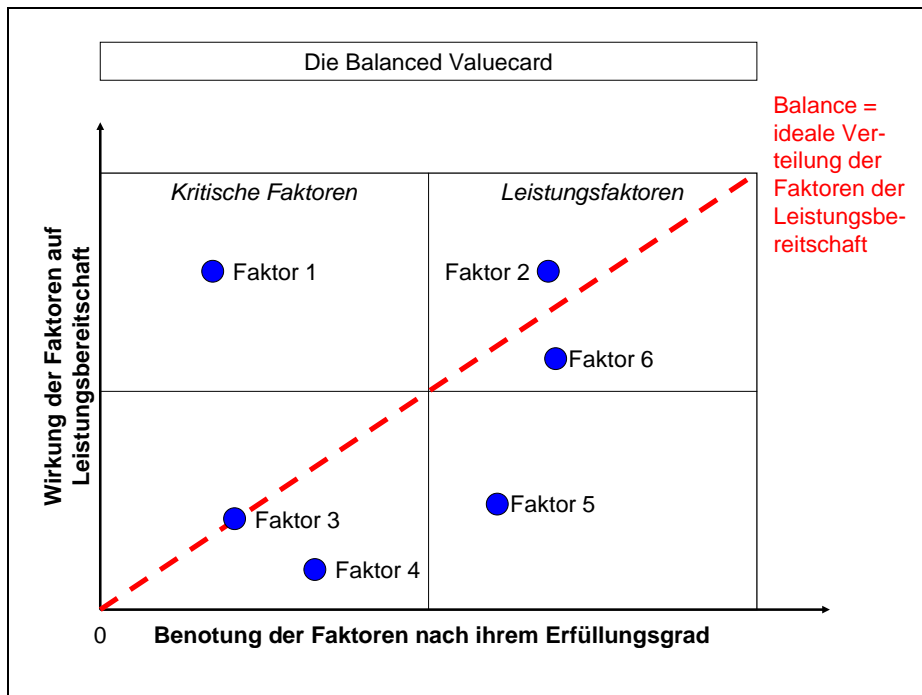 Die Balanced Valuecard
Balance =
ideale Ver-
teilung der
Faktoren der
Leistungsbe-
reitschaft
Kritische Faktoren
Leistungsfaktoren
Faktor 1
Faktor 2
Faktor 6
Wirkung der Faktoren auf
Leistungsbereitschaft
Faktor 5
Faktor 3
Faktor 4
0
Benotung der Faktoren nach ihrem Erfüllungsgrad